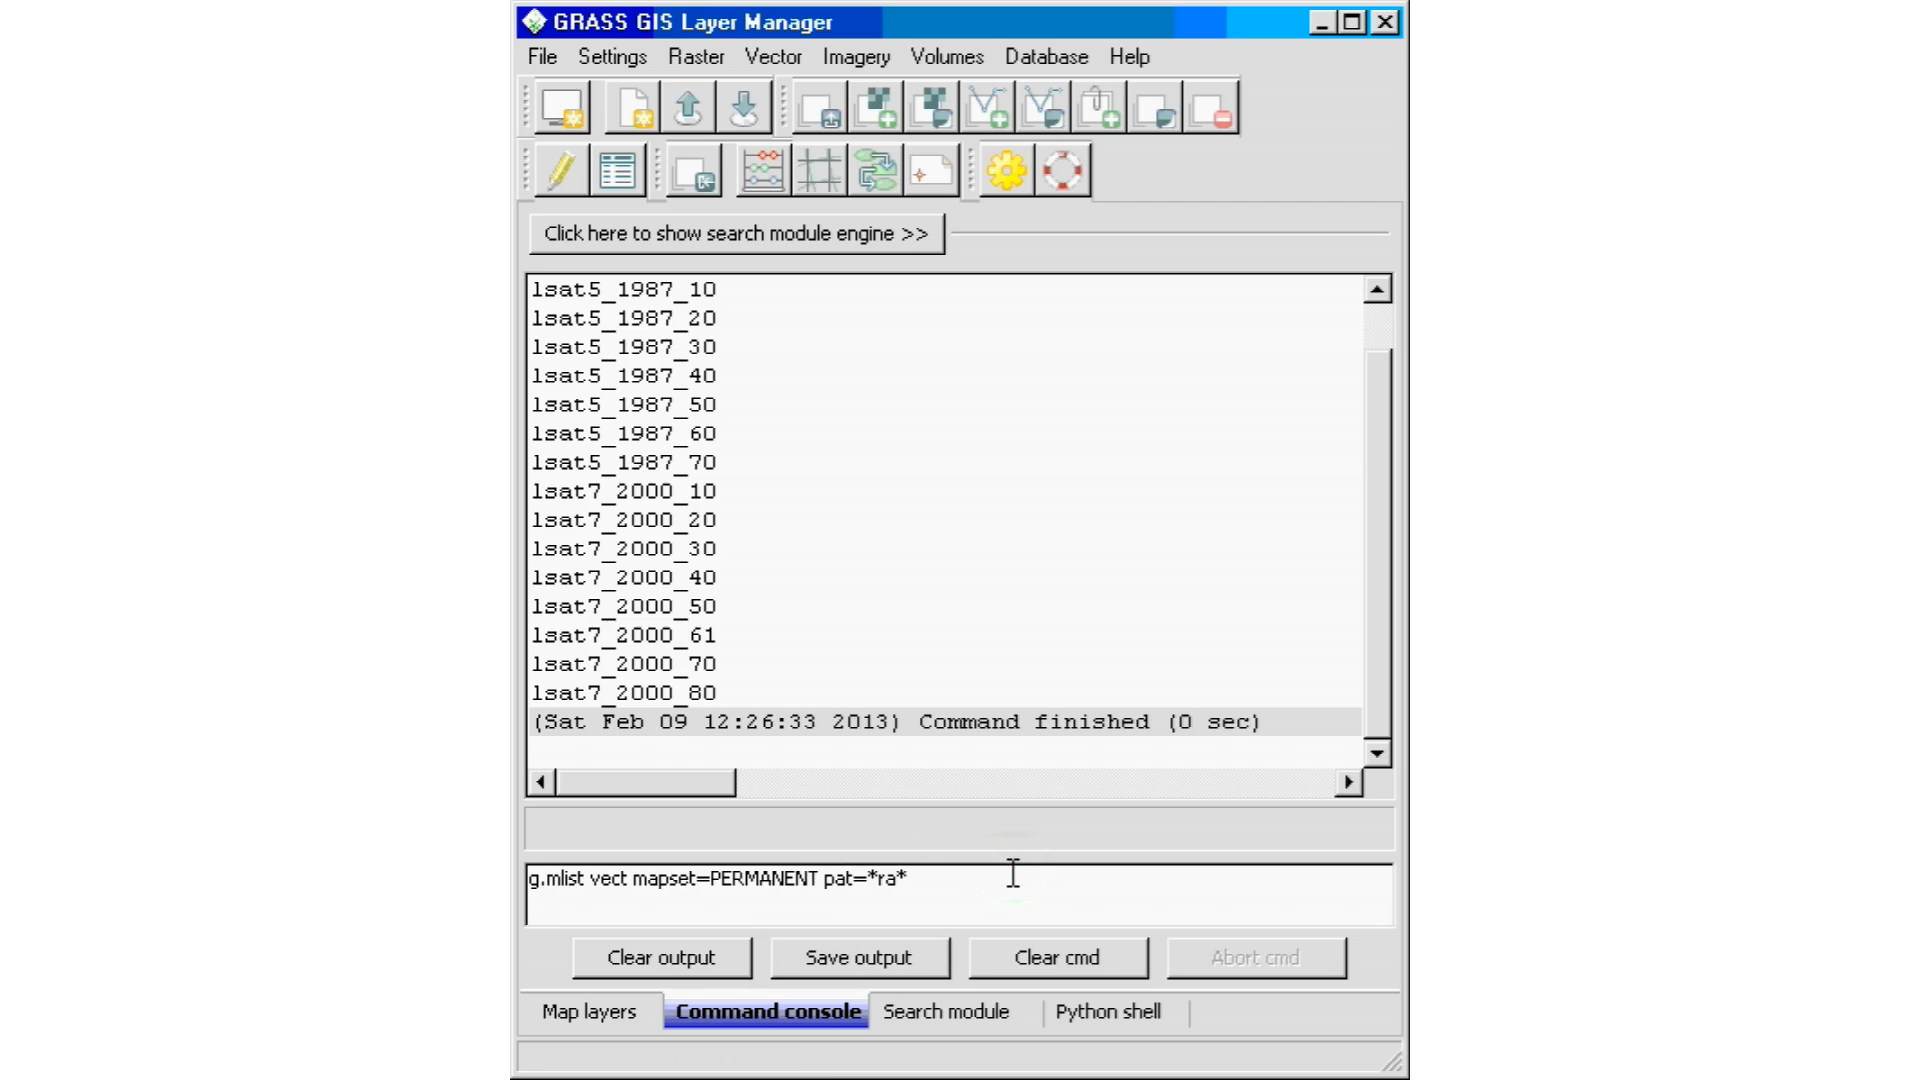 GRASS GIS Layer Manager
File Settings Raster Vector Imagery Volumes Database Help
Click here to show search module engine >>
lsat5_1987_10
lsat5_1987_20
lsat5_1987_30
lsat5_1987_40
lsat5_1987_50
lsat5_1987_60
lsat5_1987_70
lsat7_2000_10
lsat7_2000_20
lsat7_2000_30
lsat7_2000_40
lsat7_2000_50
lsat7_2000_61
lsat7_2000_70
lsat7_2000_80
(Sat Feb 09 12:26:33 2013) Command finished (0 sec)
g.mlist vect mapset=PERMANENT pat=*ra*
Clear output Save output Clear cmd Abort cmd
Map layers Command console Search module Python shell